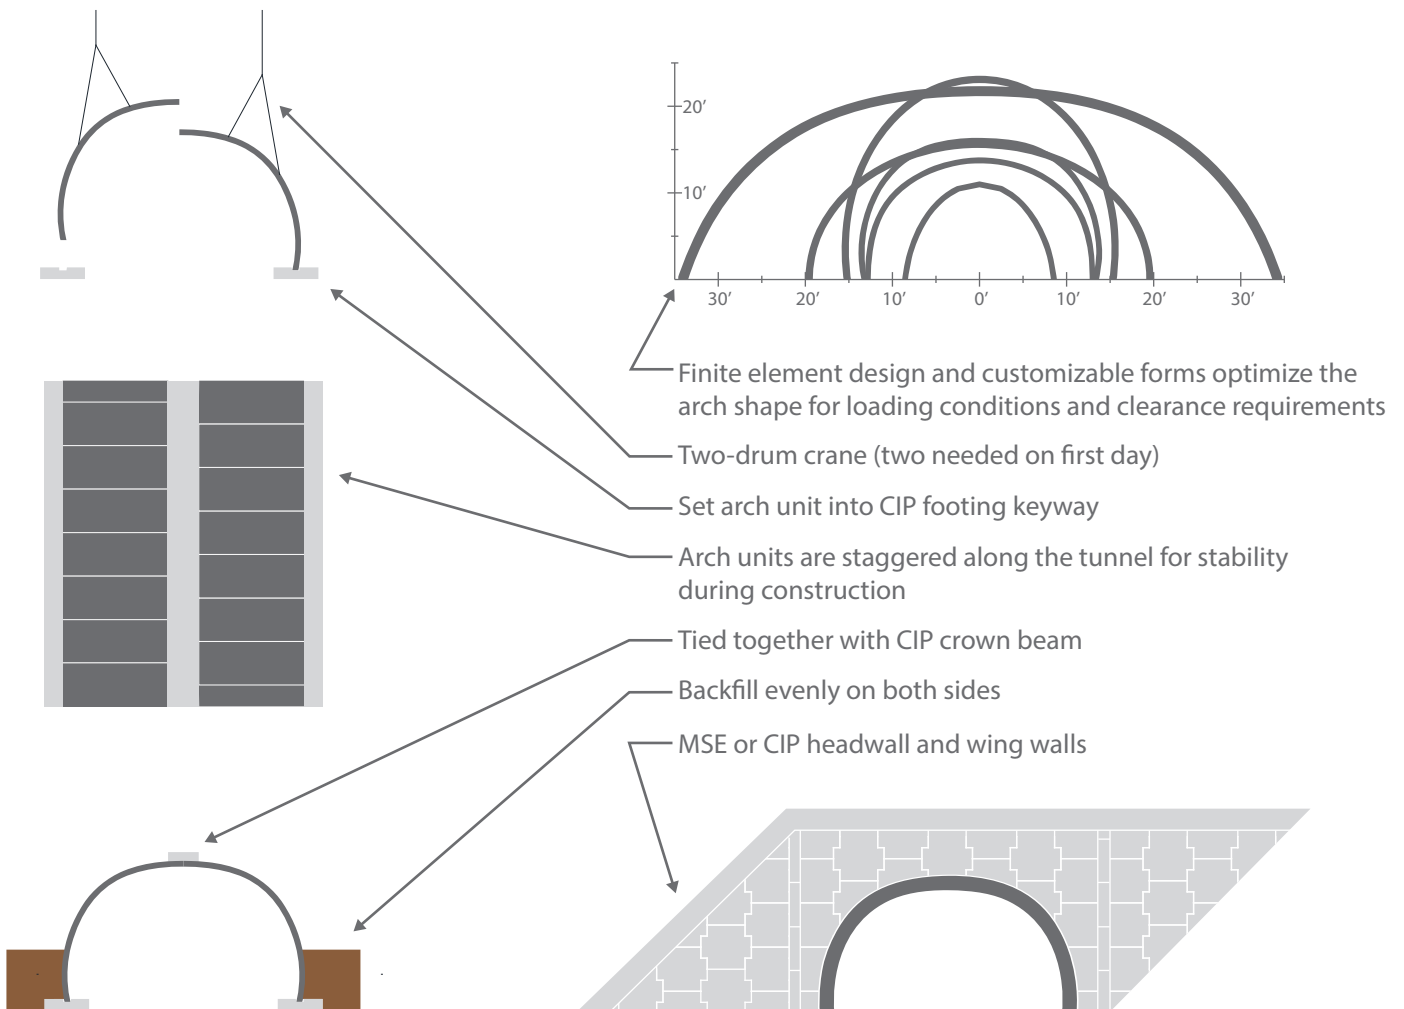 20′
10′
30′ 20′ 10′ 0′ 10′ 20′ 30′
Finite element design and customizable forms optimize the
arch shape for loading conditions and clearance requirements
Two-drum crane (two needed on first day)
Set arch unit into CIP footing keyway
Arch units are staggered along the tunnel for stability
during construction
Tied together with CIP crown beam
Backfill evenly on both sides
MSE or CIP headwall and wing walls